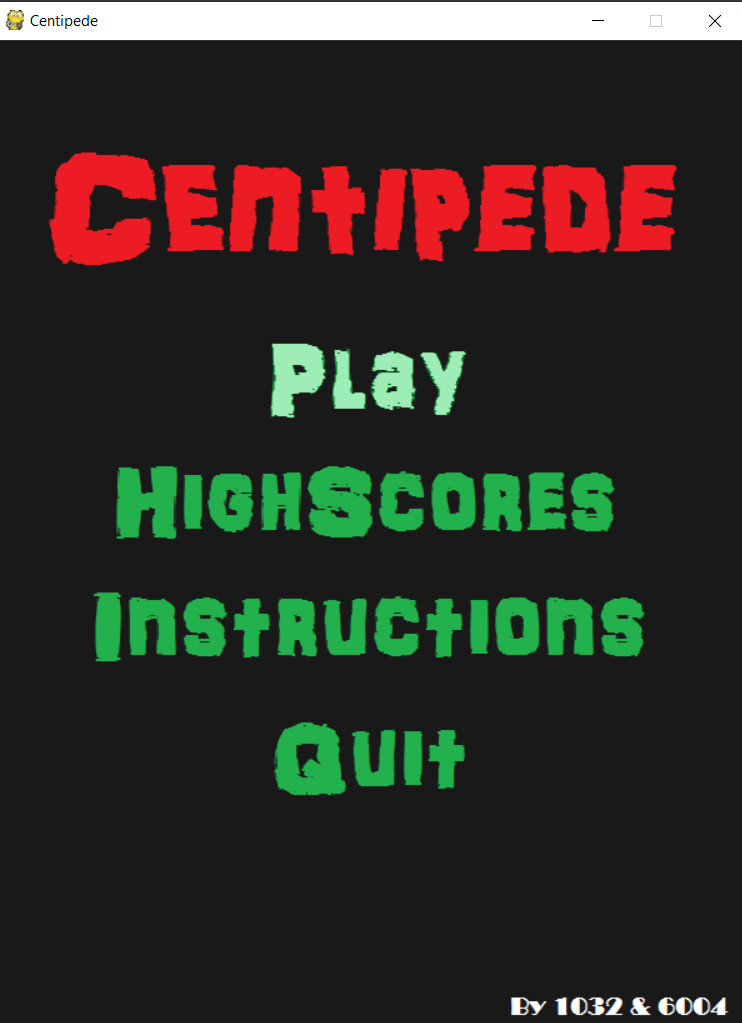 Centipede
Centipede
Play
HighScores
Instructions
Quit
By 1032 & 6004